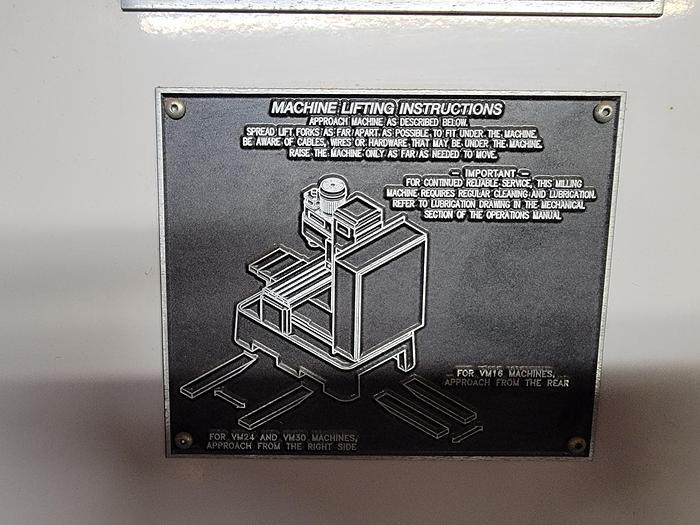 MACHINE LIFTING INSTRUCTIONS
APPROACH MACHINE AS DESCRIBED BELOW.
SPREAD LIFT FORKS AS FAR APART AS POSSIBLE TO FIT UNDER THE MACHINE.
BE AWARE OF CABLES, WIRES OR HARDWARE THAT MAY BE UNDER THE MACHINE.
RAISE THE MACHINE ONLY AS FAR AS NEEDED TO MOVE.
- IMPORTANT -
FOR CONTINUED RELIABLE SERVICE, THIS MILLING
MACHINE REQUIRES REGULAR CLEANING AND LUBRICATION.
REFER TO LUBRICATION DRAWING IN THE MECHANICAL
SECTION OF THE OPERATIONS MANUAL
FOR VM16 MACHINES,
APPROACH FROM THE REAR
FOR VM24 AND VM30 MACHINES,
APPROACH FROM THE RIGHT SIDE